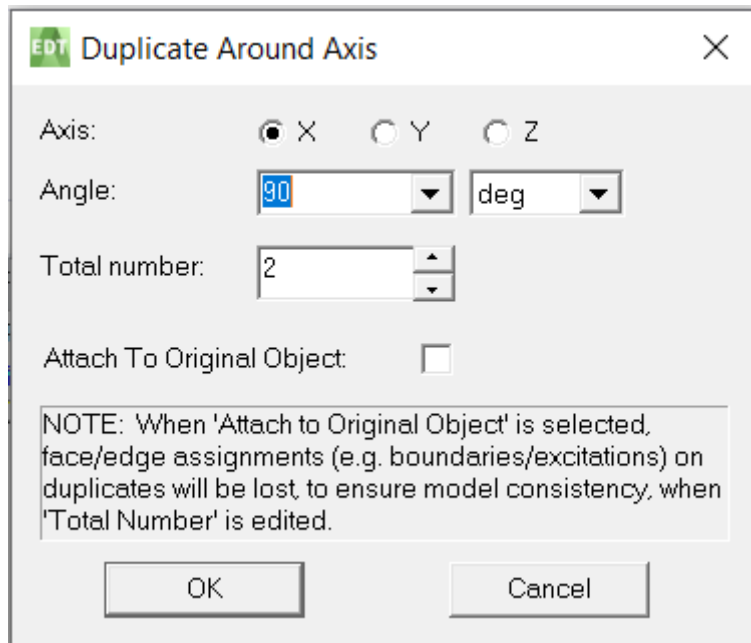 EDT Duplicate Around Axis
Axis: X Y Z
Angle: 90 deg
Total number: 2
Attach To Original Object:
NOTE: When 'Attach to Original Object' is selected,
face/edge assignments (e.g. boundaries/excitations) on
duplicates will be lost, to ensure model consistency, when
'Total Number' is edited.
OK Cancel